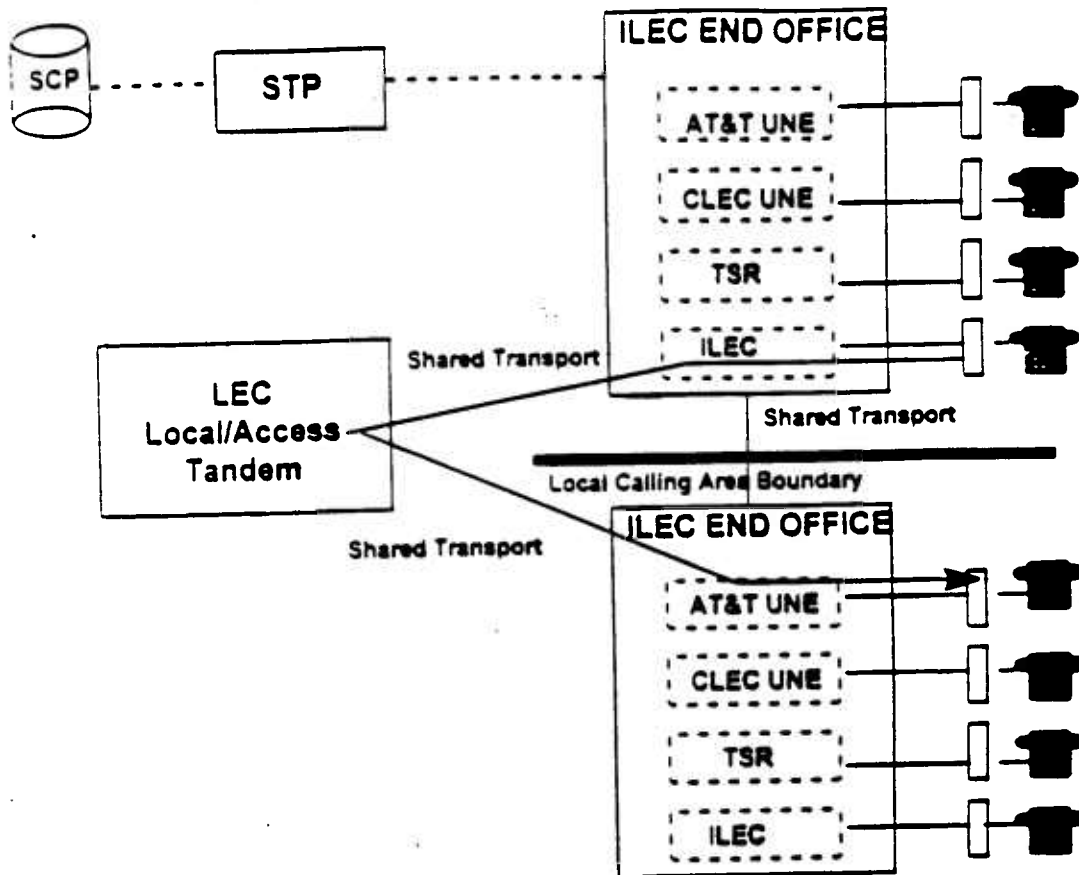 ILEC END OFFICE
SCP
STP
AT&T UNE
CLEC UNE
TSR
ILEC
Shared Transport
LEC
Local/Access
Tandem
Shared Transport
Local Calling Area Boundary
ILEC END OFFICE
Shared Transport
AT&T UNE
CLEC UNE
TSR
ILEC